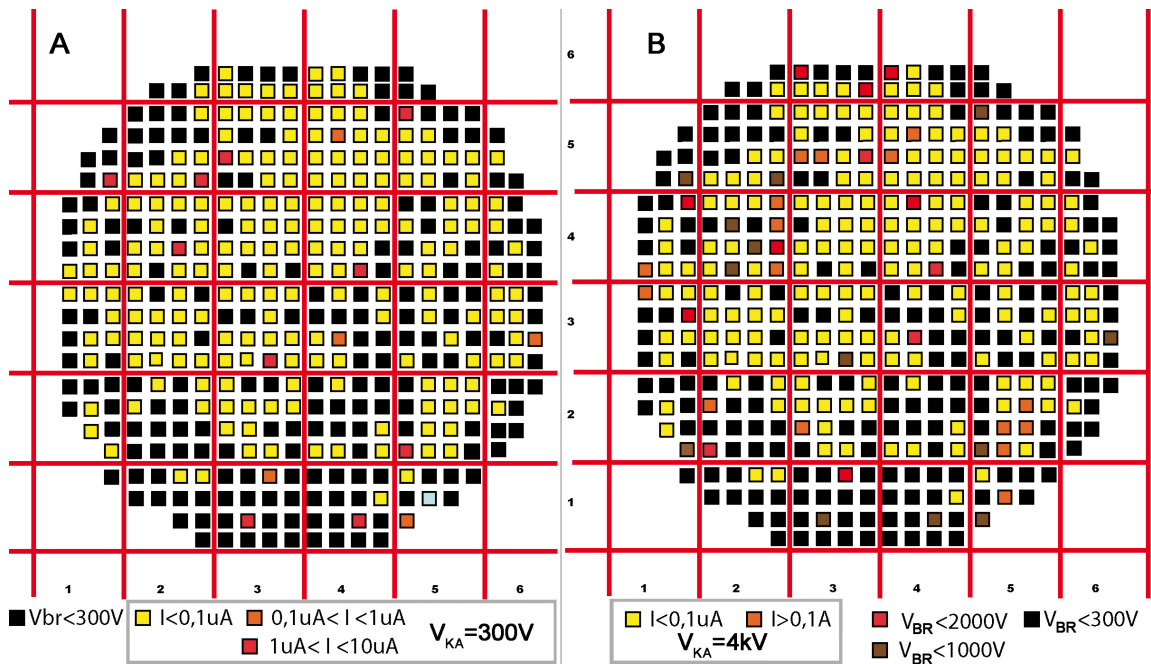 A
B
6
5
4
3
2
1
1 2 3 4 5 6
1 2 3 4 5 6
Vbr<300V
I<0,1uA
0,1uA< I <1uA
1uA< I <10uA
VKA=300V
I<0,1uA
I>0,1A
VKA=4kV
VBR<2000V
VBR<300V
VBR<1000V